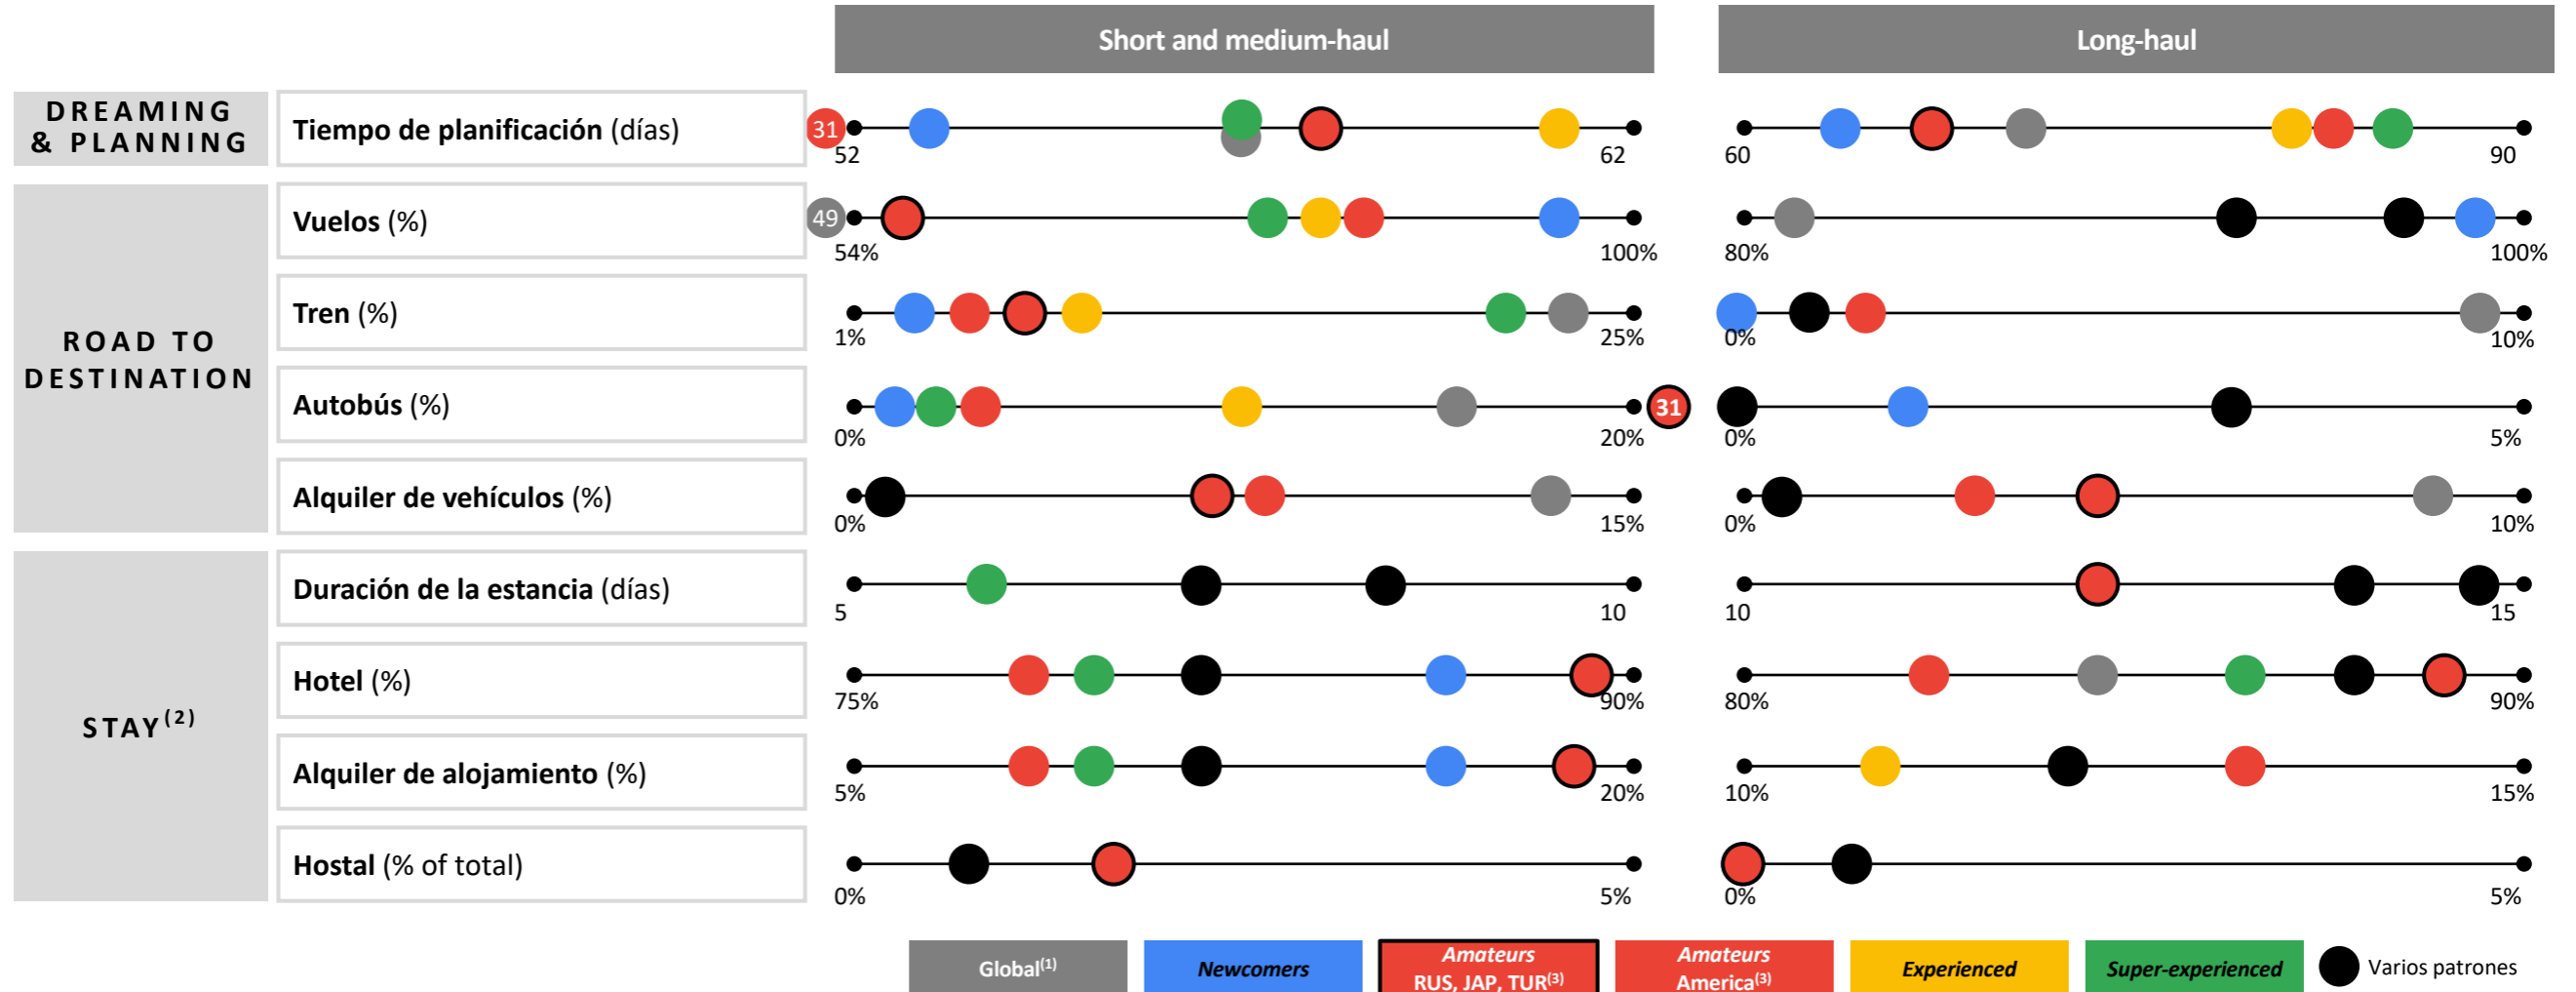 Short and medium-haul
Long-haul
DREAMING
& PLANNING
Tiempo de planificación (días)
31
52
62
60
90
ROAD TO
DESTINATION
Vuelos (%)
49
54%
100%
80%
100%
Tren (%)
1%
25%
0%
10%
Autobús (%)
0%
20%
31
0%
5%
Alquiler de vehículos (%)
0%
15%
0%
10%
STAY(2)
Duración de la estancia (días)
5
10
10
15
Hotel (%)
75%
90%
80%
90%
Alquiler de alojamiento (%)
5%
20%
10%
15%
Hostal (% of total)
0%
5%
0%
5%
Global(1)
Newcomers
Amateurs
RUS, JAP, TUR(3)
Amateurs
America(3)
Experienced
Super-experienced
Varios patrones